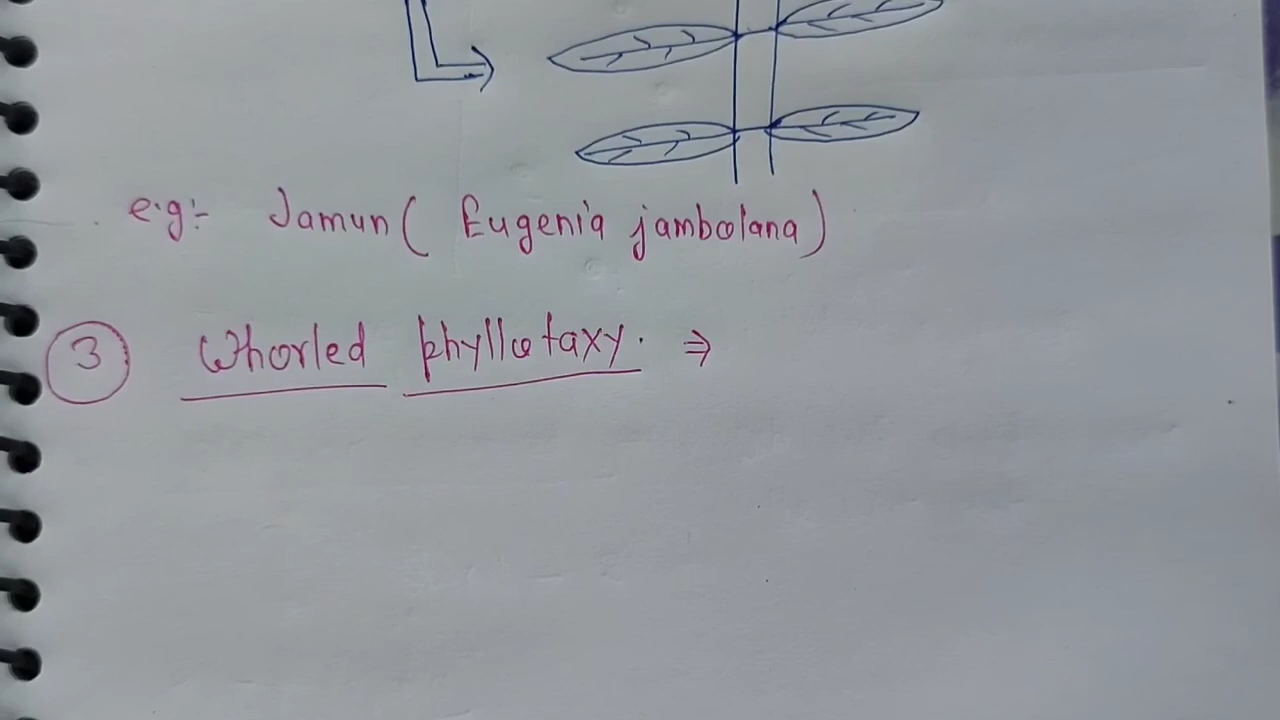 e.g:- Jamun ( Eugenia jambolana )
3 Whorled phyllotaxy. ⇒